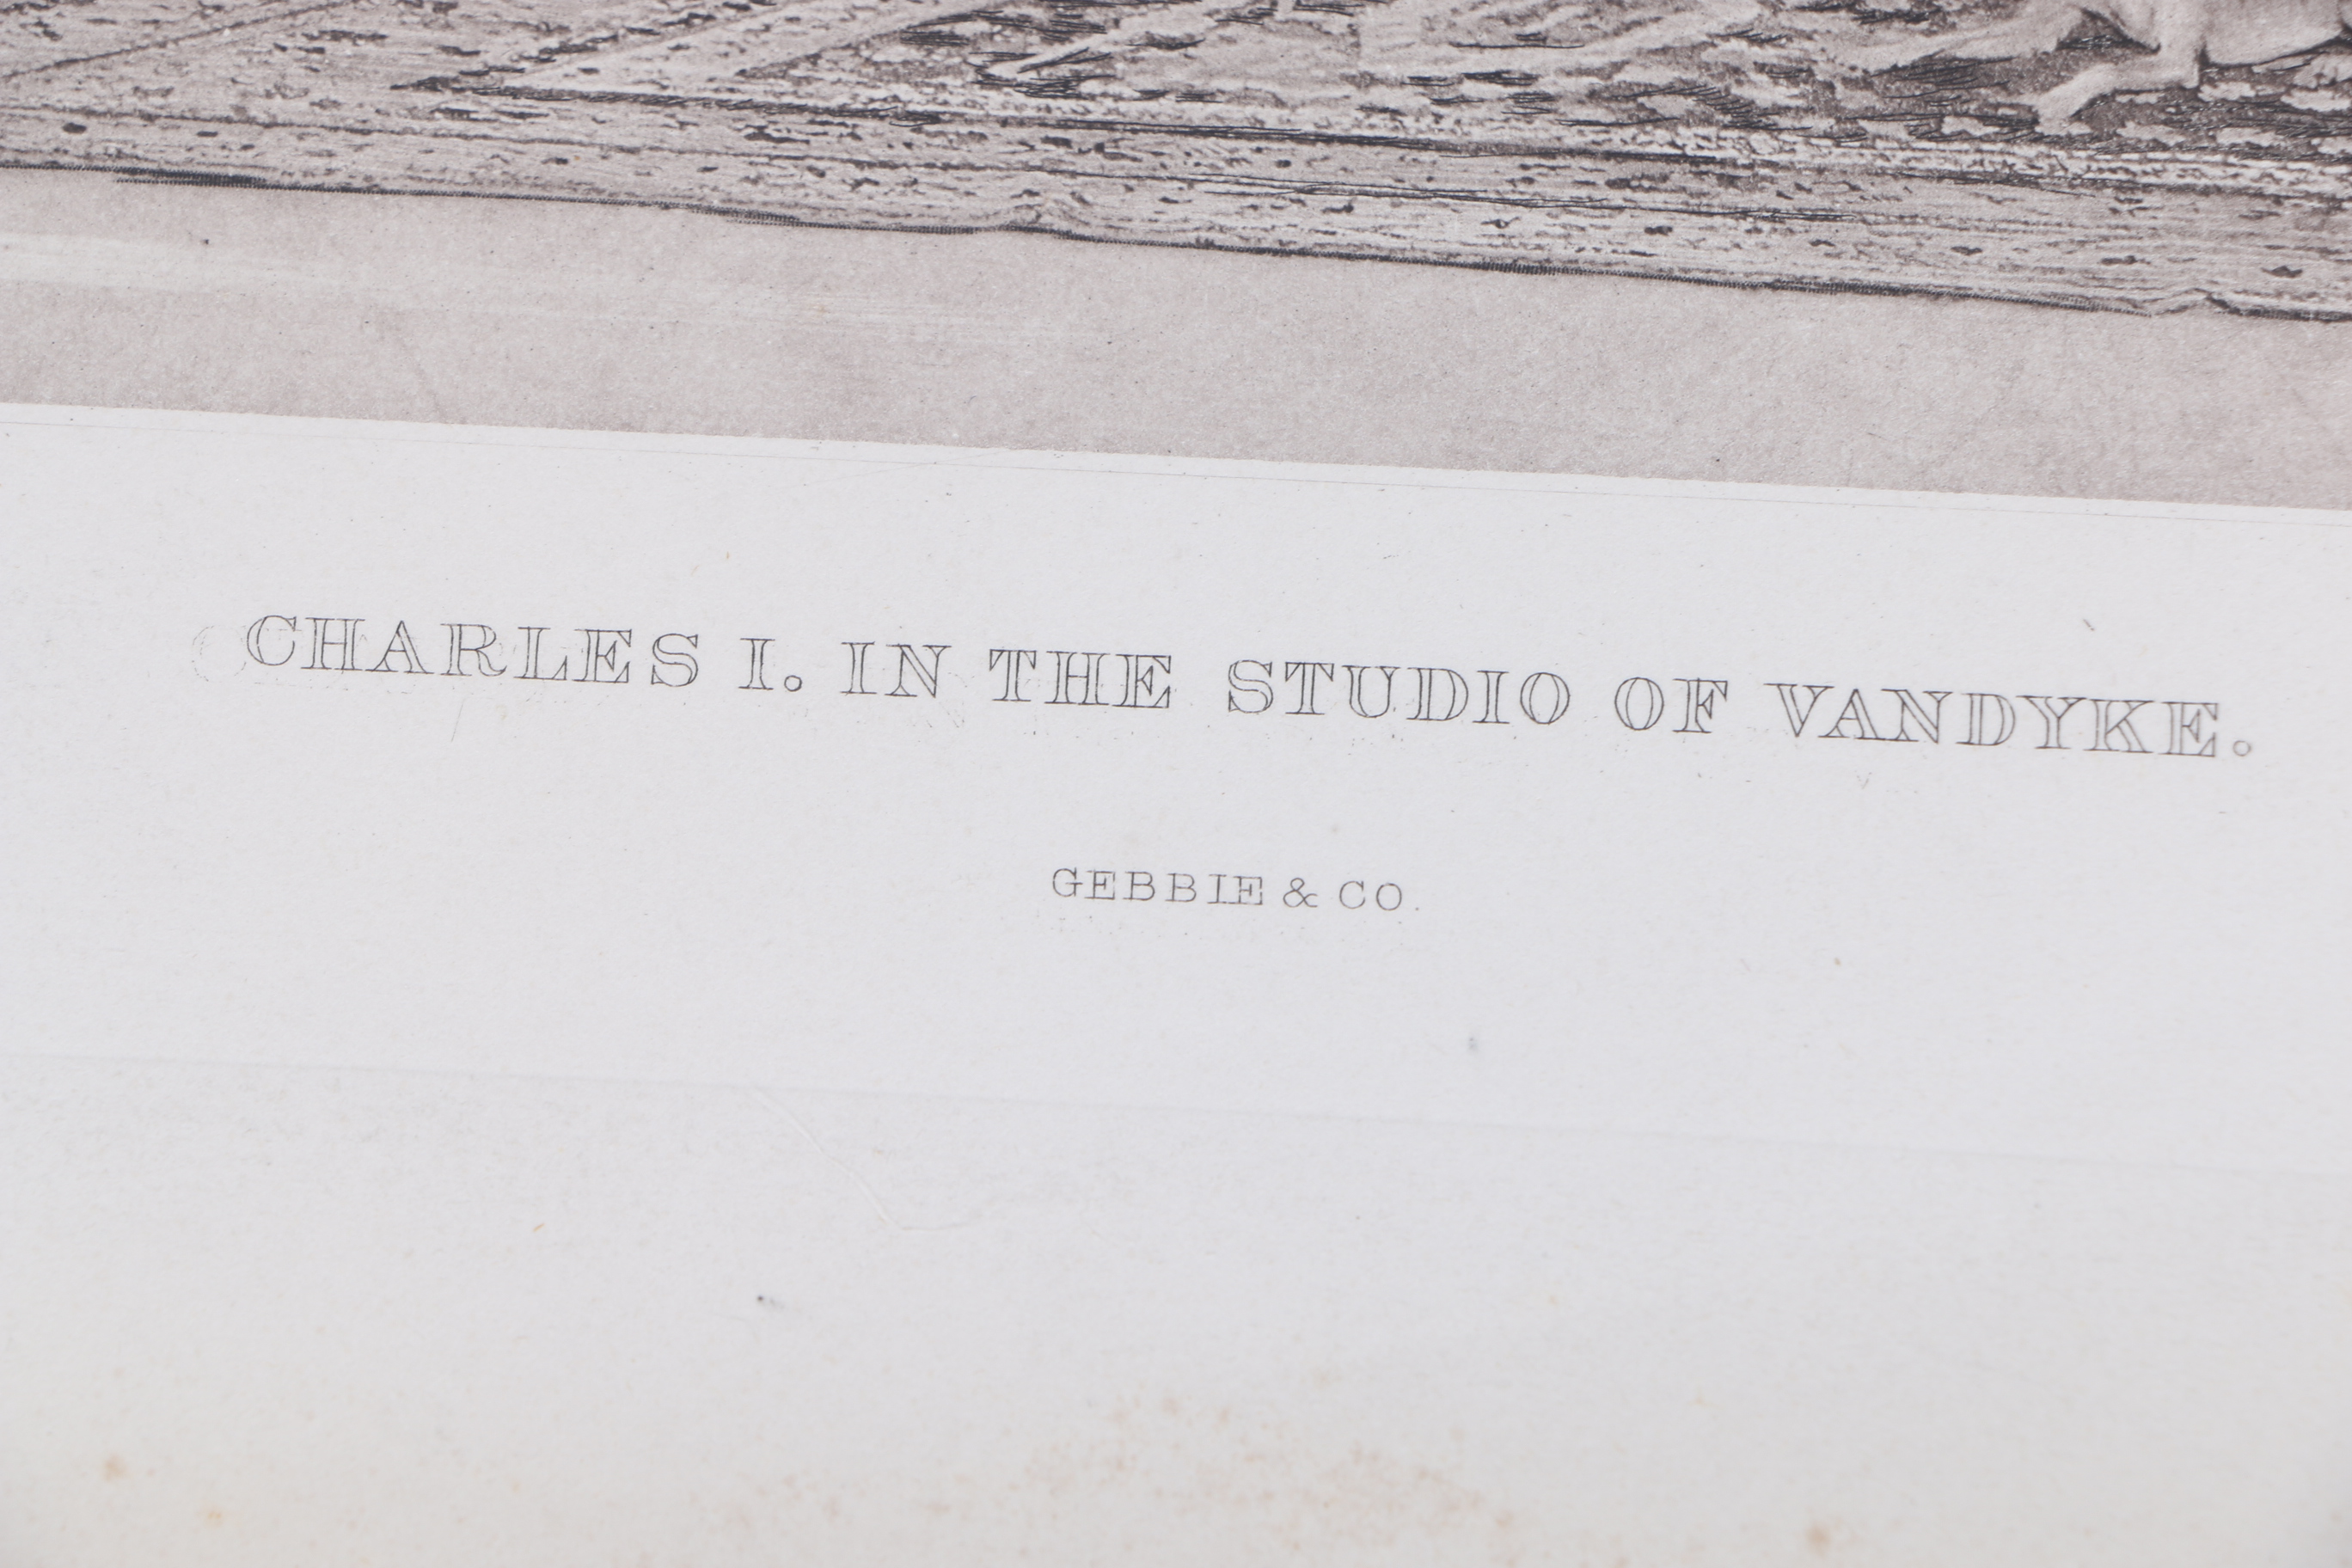 CHARLES I. IN THE STUDIO OF VANDYKE.
GEBBIE & CO.